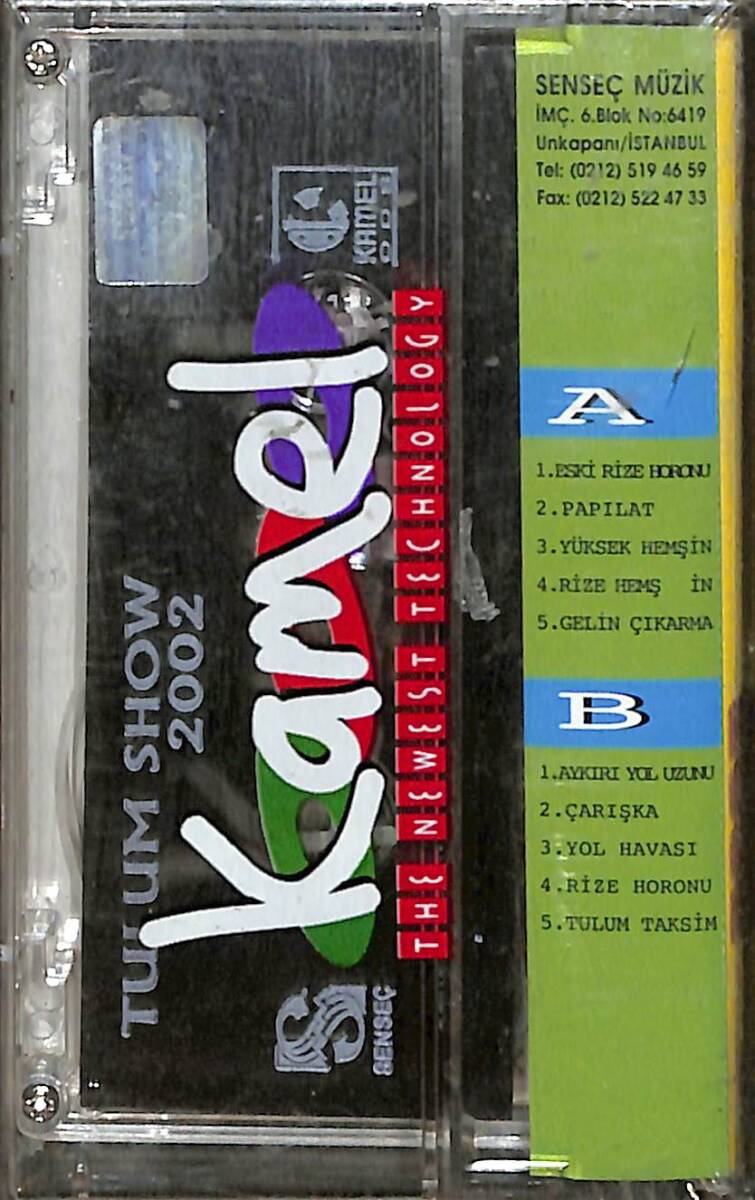 SENSEÇ MÜZİK
İMÇ. 6.Blok No:6419
Unkapanı/İSTANBUL
Tel: (0212) 519 46 59
Fax: (0212) 522 47 33
A
1.ESKİ RİZE HORONU
2.PAPILAT
3.YÜKSEK HEMŞİN
4.RİZE HEMŞ İN
5.GELİN ÇIKARMA
B
1.AYKIRI YOL UZUNU
2.ÇARIŞKA
3.YOL HAVASI
4.RİZE HORONU
5.TULUM TAKSİM
TULUM SHOW
2002
Kamel
THE NEWEST TECHNOLOGY
SENSEÇ
KAMEL